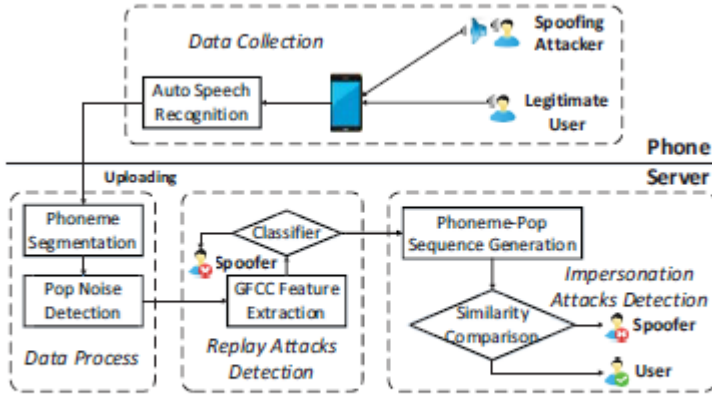 Data Collection
Spoofing
Attacker
Auto Speech
Recognition
Legitimate
User
Phone
Uploading
Server
Phoneme
Segmentation
Pop Noise
Detection
Data Process
Classifier
Spoofer
GFCC Feature
Extraction
Replay Attacks
Detection
Phoneme-Pop
Sequence Generation
Impersonation
Attacks Detection
Similarity
Comparison
Spoofer
User